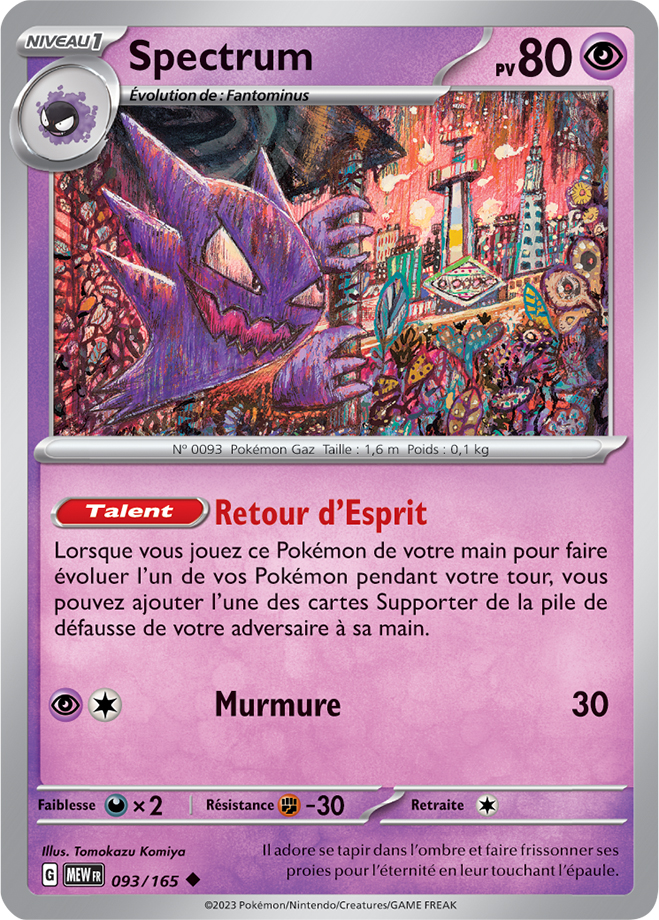 NIVEAU 1
Spectrum
PV 80
Évolution de : Fantominus
N° 0093 Pokémon Gaz Taille : 1,6 m Poids : 0,1 kg
Talent Retour d'Esprit
Lorsque vous jouez ce Pokémon de votre main pour faire
évoluer l'un de vos Pokémon pendant votre tour, vous
pouvez ajouter l'une des cartes Supporter de la pile de
défausse de votre adversaire à sa main.
Murmure 30
Faiblesse ×2 Résistance -30 Retraite
Illus. Tomokazu Komiya
Il adore se tapir dans l'ombre et faire frissonner ses
proies pour l'éternité en leur touchant l'épaule.
G MEW FR 093/165
©2023 Pokémon/Nintendo/Creatures/GAME FREAK